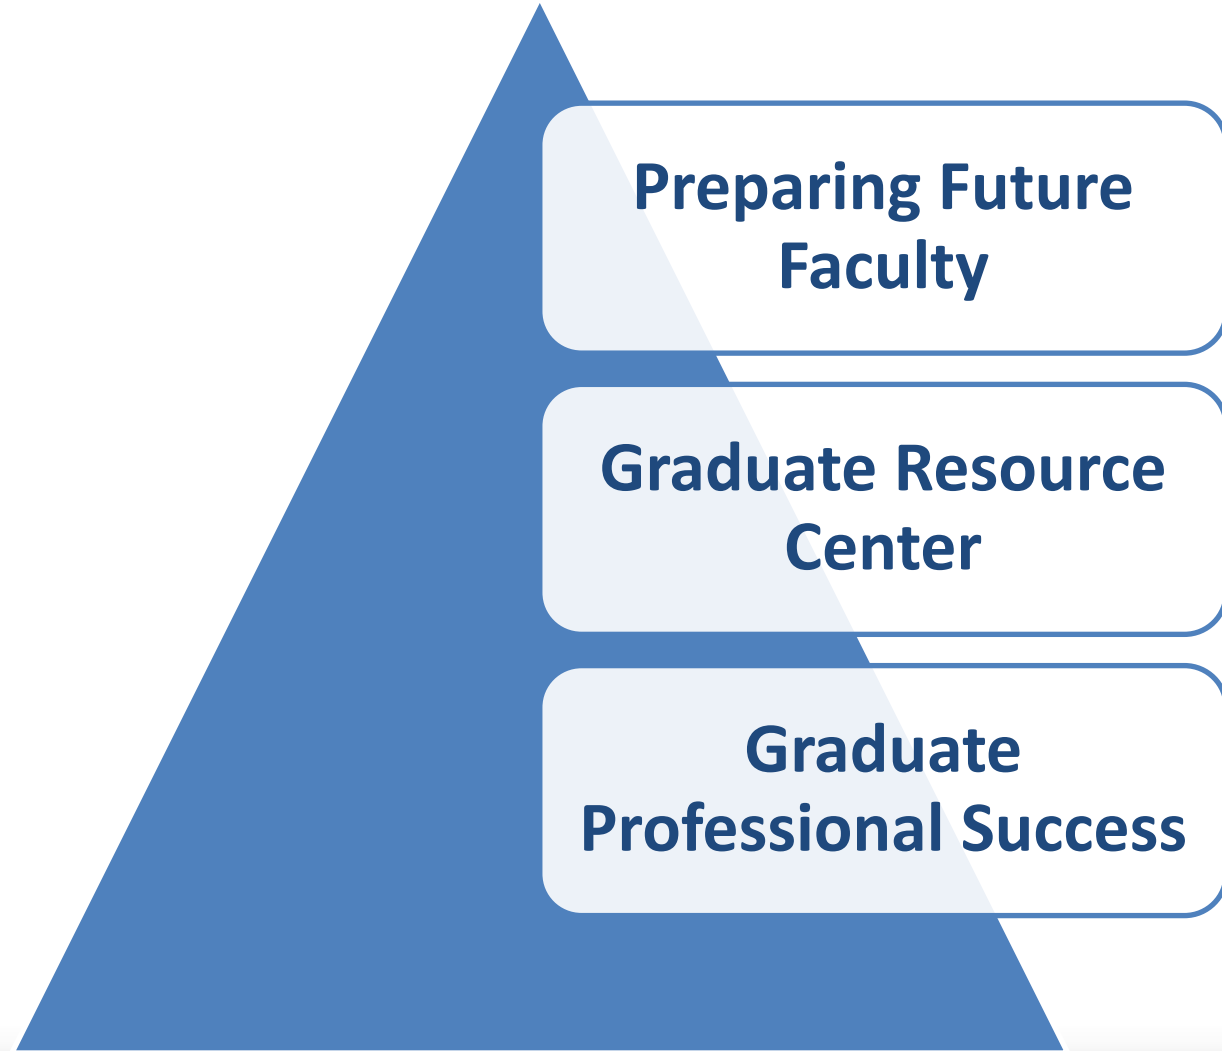 Preparing Future
Faculty
Graduate Resource
Center
Graduate
Professional Success